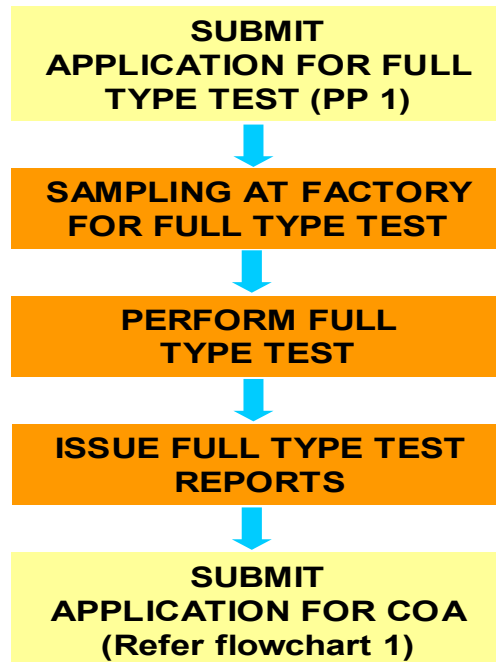 SUBMIT
APPLICATION FOR FULL
TYPE TEST (PP 1)
SAMPLING AT FACTORY
FOR FULL TYPE TEST
PERFORM FULL
TYPE TEST
ISSUE FULL TYPE TEST
REPORTS
SUBMIT
APPLICATION FOR COA
(Refer flowchart 1)